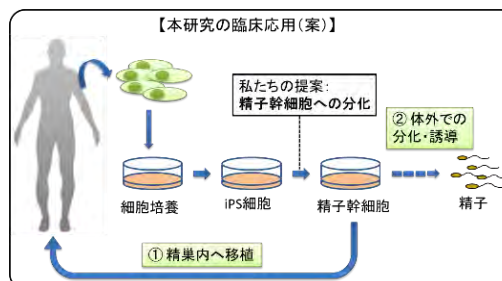 【本研究の臨床応用(案)】
私たちの提案:
精子幹細胞への分化
② 体外での
分化・誘導
細胞培養
iPS細胞
精子幹細胞
精子
① 精巣内へ移植